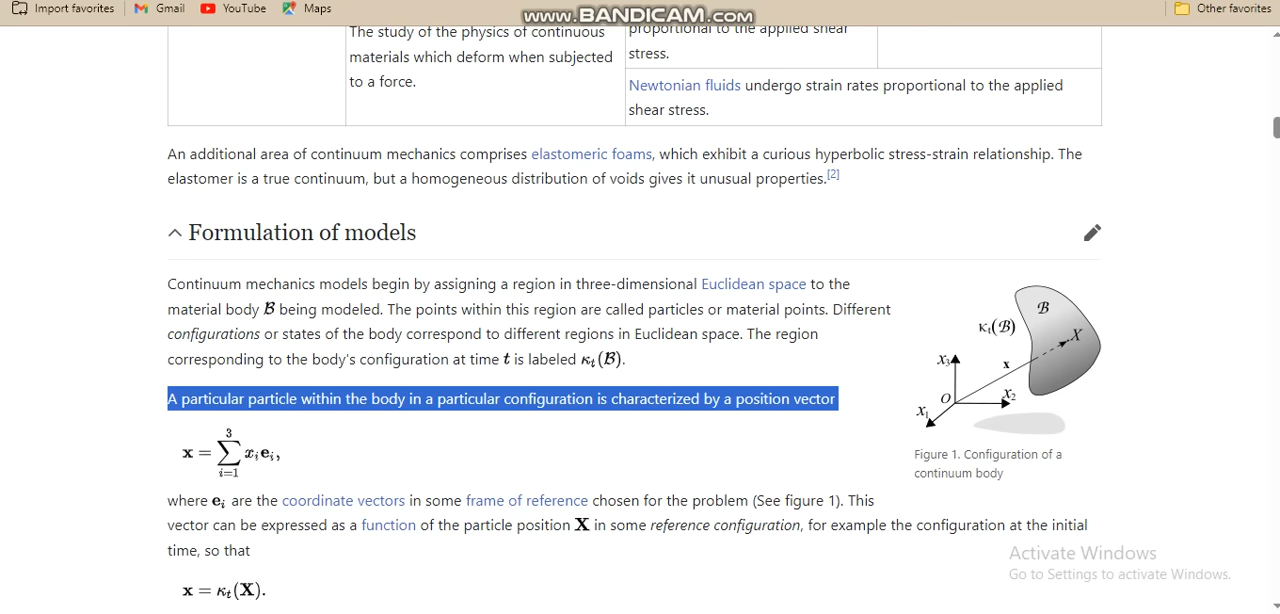 Import favorites Gmail YouTube Maps Other favorites
www.BANDICAM.com
The study of the physics of continuous
materials which deform when subjected
to a force.
proportional to the applied shear
stress.
Newtonian fluids undergo strain rates proportional to the applied
shear stress.
An additional area of continuum mechanics comprises elastomeric foams, which exhibit a curious hyperbolic stress-strain relationship. The
elastomer is a true continuum, but a homogeneous distribution of voids gives it unusual properties.[2]
Formulation of models
Continuum mechanics models begin by assigning a region in three-dimensional Euclidean space to the
material body ℬ being modeled. The points within this region are called particles or material points. Different
configurations or states of the body correspond to different regions in Euclidean space. The region
corresponding to the body's configuration at time t is labeled κₜ(ℬ).
A particular particle within the body in a particular configuration is characterized by a position vector
x = ∑_{i=1}^{3} xᵢeᵢ,
where eᵢ are the coordinate vectors in some frame of reference chosen for the problem (See figure 1). This
vector can be expressed as a function of the particle position X in some reference configuration, for example the configuration at the initial
time, so that
x = κₜ(X).
ℬ
κₜ(ℬ)
X
X₃
x
O
X₂
X₁
Figure 1. Configuration of a
continuum body
Activate Windows
Go to Settings to activate Windows.